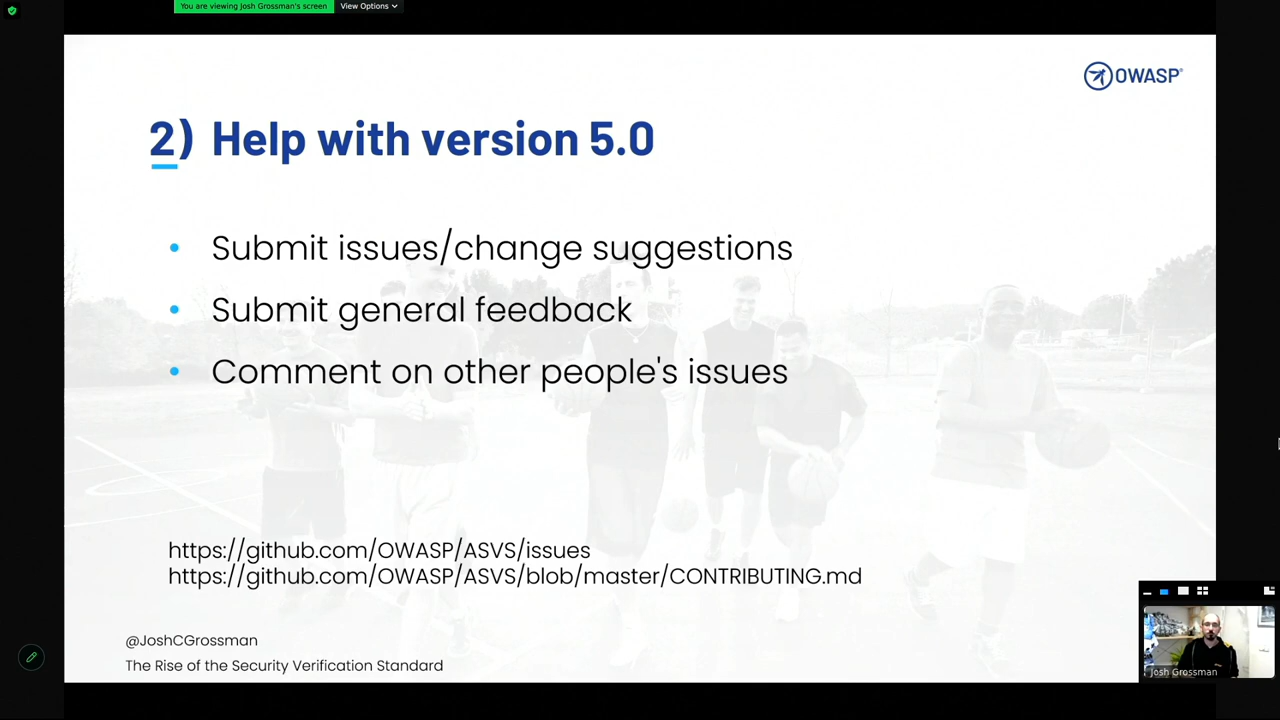 You are viewing Josh Grossman's screen
View Options
OWASP
2) Help with version 5.0
• Submit issues/change suggestions
• Submit general feedback
• Comment on other people's issues
https://github.com/OWASP/ASVS/issues
https://github.com/OWASP/ASVS/blob/master/CONTRIBUTING.md
@JoshCGrossman
The Rise of the Security Verification Standard
Josh Grossman